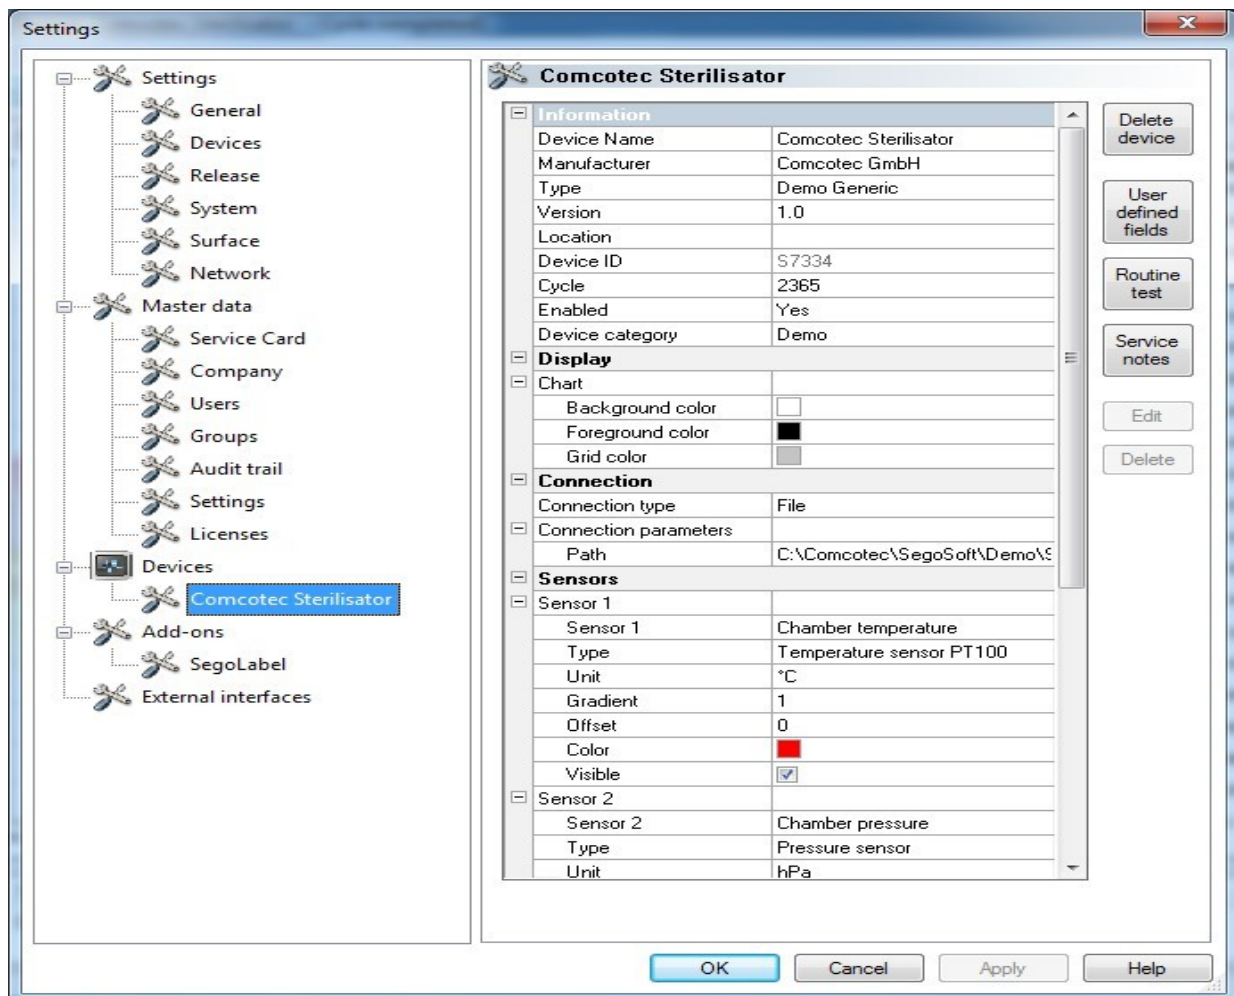 Settings
Settings
General
Devices
Release
System
Surface
Network
Master data
Service Card
Company
Users
Groups
Audit trail
Settings
Licenses
Devices
Comcotec Sterilisator
Add-ons
SegoLabel
External interfaces
Comcotec Sterilisator
Information
Device Name Comcotec Sterilisator
Manufacturer Comcotec GmbH
Type Demo Generic
Version 1.0
Location
Device ID S7334
Cycle 2365
Enabled Yes
Device category Demo
Display
Chart
Background color
Foreground color
Grid color
Connection
Connection type File
Connection parameters
Path C:\Comcotec\SegoSoft\Demo\S
Sensors
Sensor 1
Sensor 1 Chamber temperature
Type Temperature sensor PT100
Unit °C
Gradient 1
Offset 0
Color
Visible
Sensor 2
Sensor 2 Chamber pressure
Type Pressure sensor
Unit hPa
Delete
device
User
defined
fields
Routine
test
Service
notes
Edit
Delete
OK Cancel Apply Help